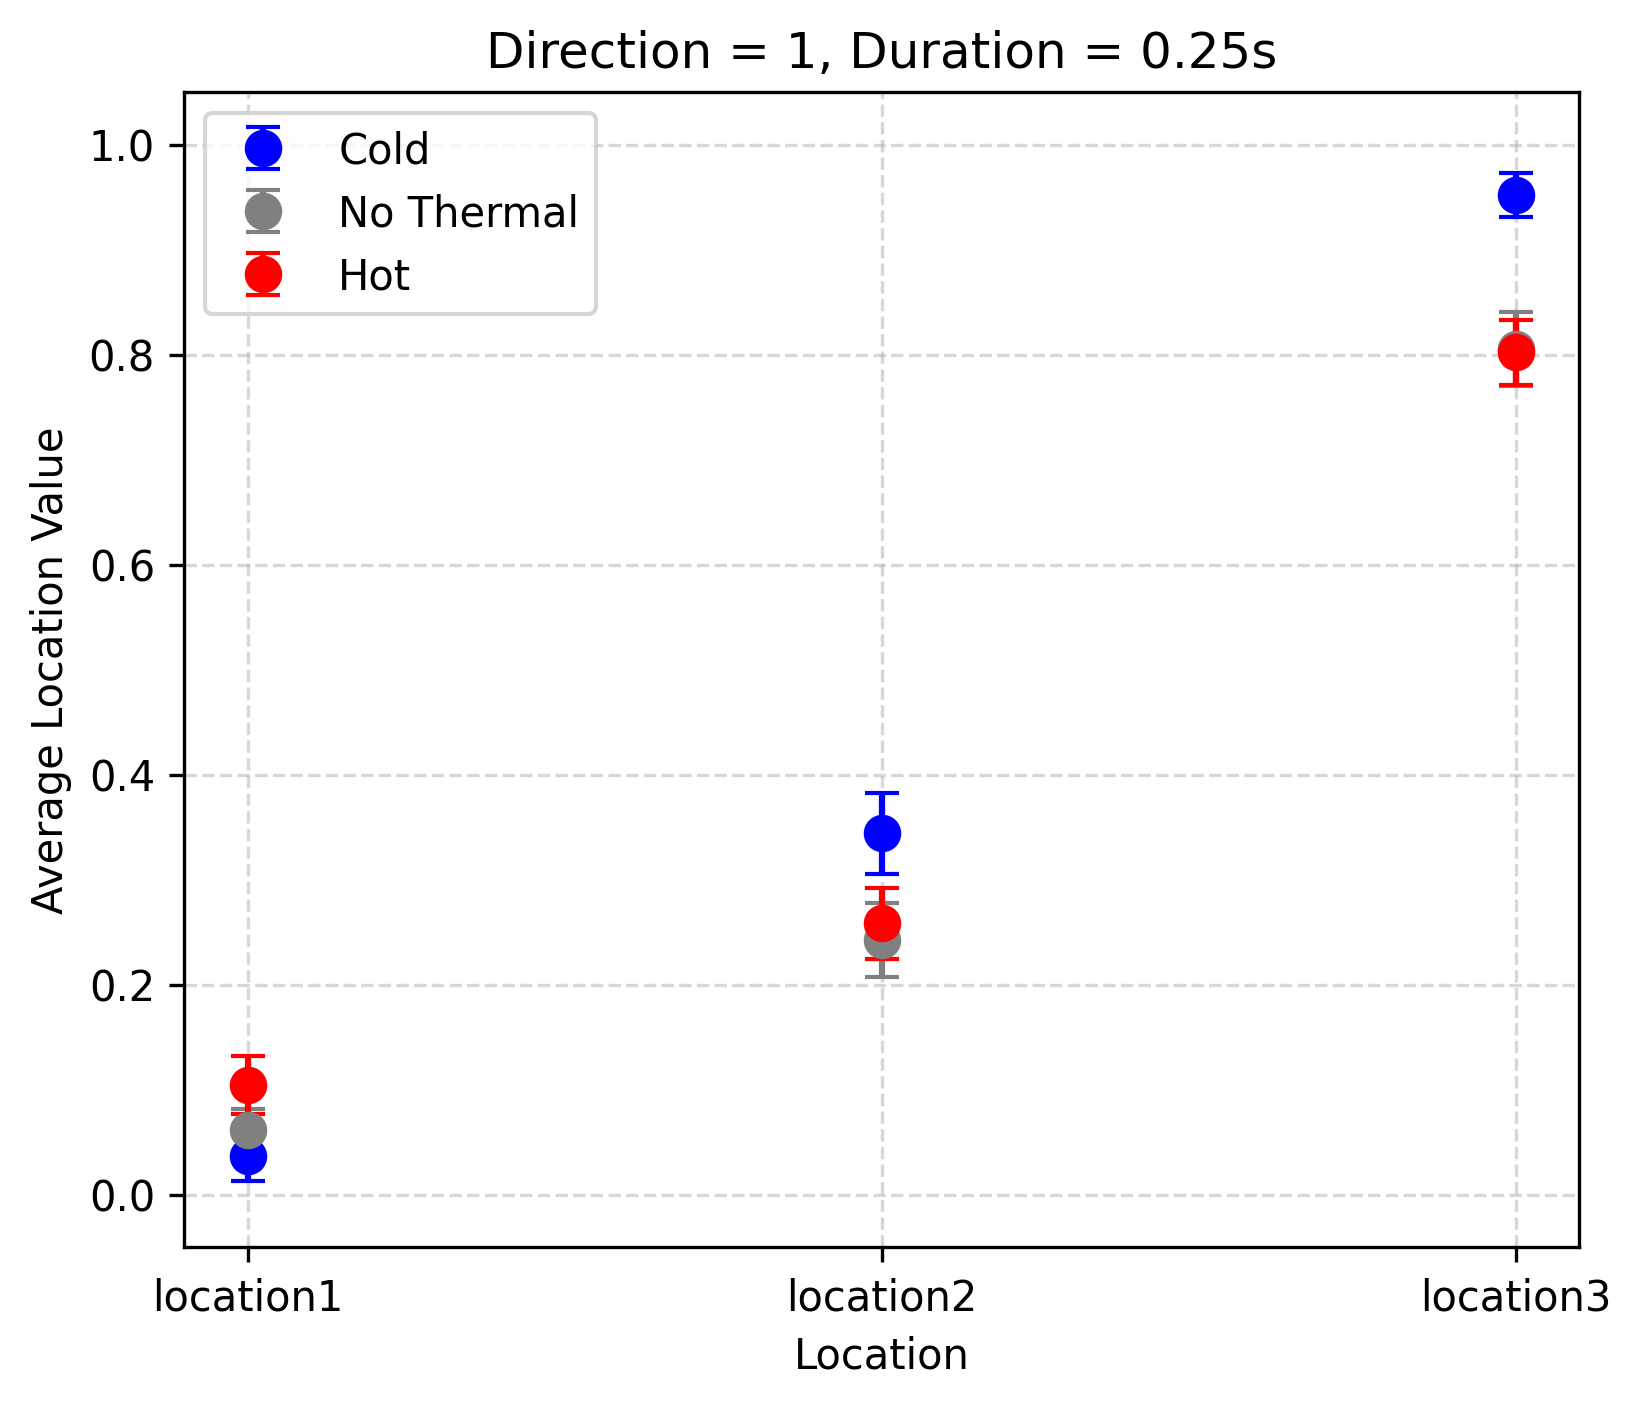 Direction = 1, Duration = 0.25s
Cold
No Thermal
Hot
1.0
0.8
0.6
0.4
0.2
0.0
Average Location Value
location1
location2
location3
Location